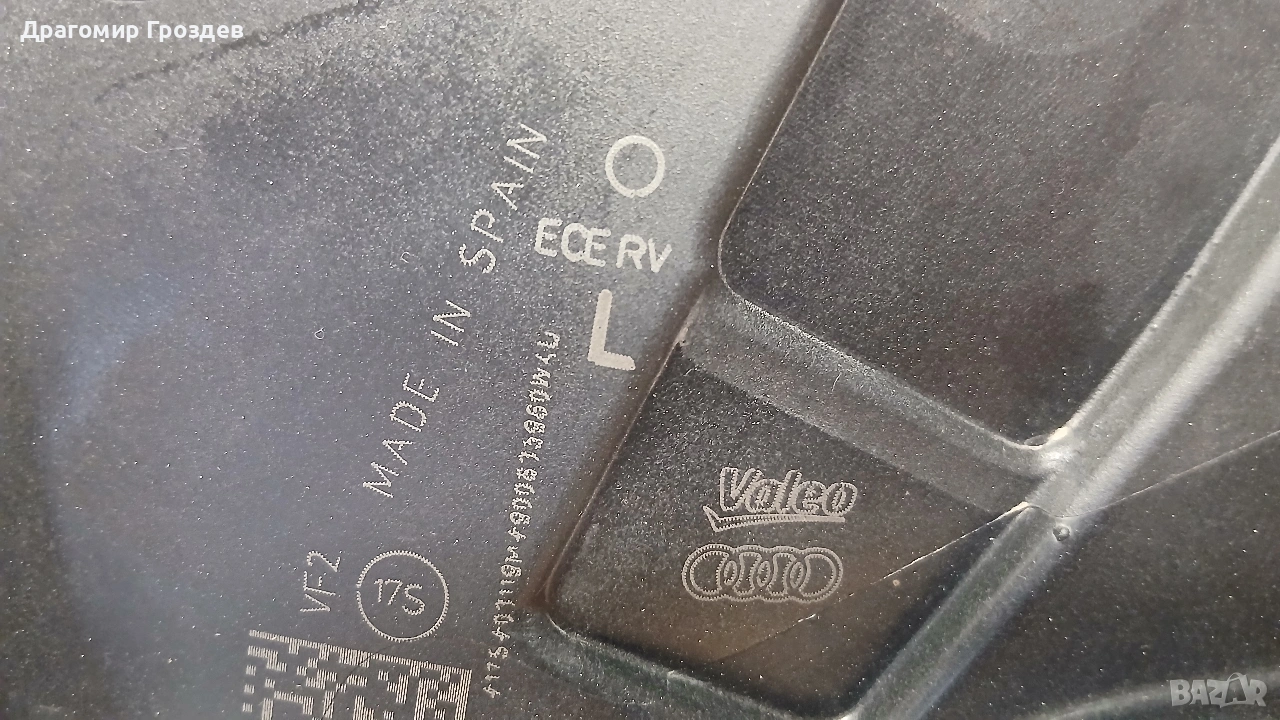 Драгомир Гроздев
ECE RV
L
MADE IN SPAIN
VF2
17S
Valeo
BAZAR